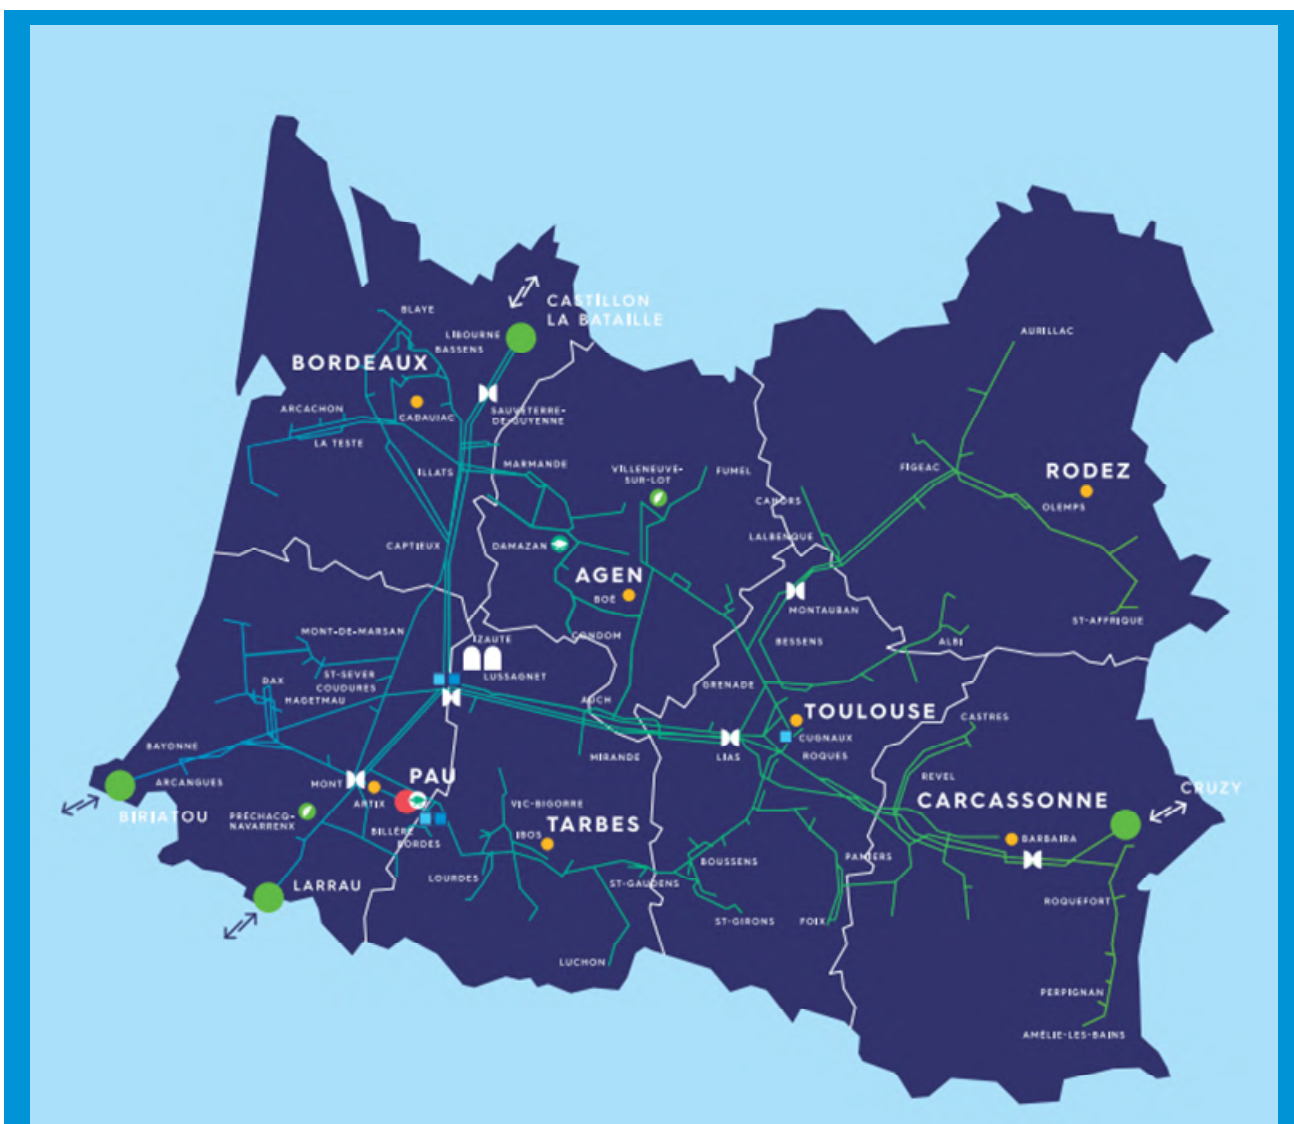 BLAYE
CASTILLON
LA BATAILLE
LIBOURNE
BASSENS
BORDEAUX
AURILLAC
ARCACHON
CADAUJAC
SAUVETERRE-
DE-GUYENNE
LA TESTE
ILLATS
MARMANDE
VILLENEUVE-
SUR-LOT
FUMEL
FIGEAC
RODEZ
CAHORS
OLEMPS
LALBENQUE
CAPTIEUX
DAMAZAN
AGEN
BOÉ
MONTAUBAN
ST-AFFRIQUE
MONT-DE-MARSAN
IZAUTE
CONDOM
BESSENS
ALBI
ST-SEVER
COUDURES
LUSSAGNET
DAX
HAGETMAU
GRENADE
AUCH
TOULOUSE
CASTRES
CUGNAUX
BAYONNE
MIRANDE
LIAS
ROQUES
ARCANGUES
MONT
PAU
REVEL
CRUZY
ARTIX
VIC-BIGORRE
CARCASSONNE
BIRIATOU
PRÉCHACQ-
NAVARRENX
BILLÈRE
IBOS
TARBES
BORDES
BARBAIRA
BOUSSENS
PAMIERS
LOURDES
ST-GAUDENS
LARRAU
ROQUEFORT
ST-GIRONS
FOIX
LUCHON
PERPIGNAN
AMÉLIE-LES-BAINS